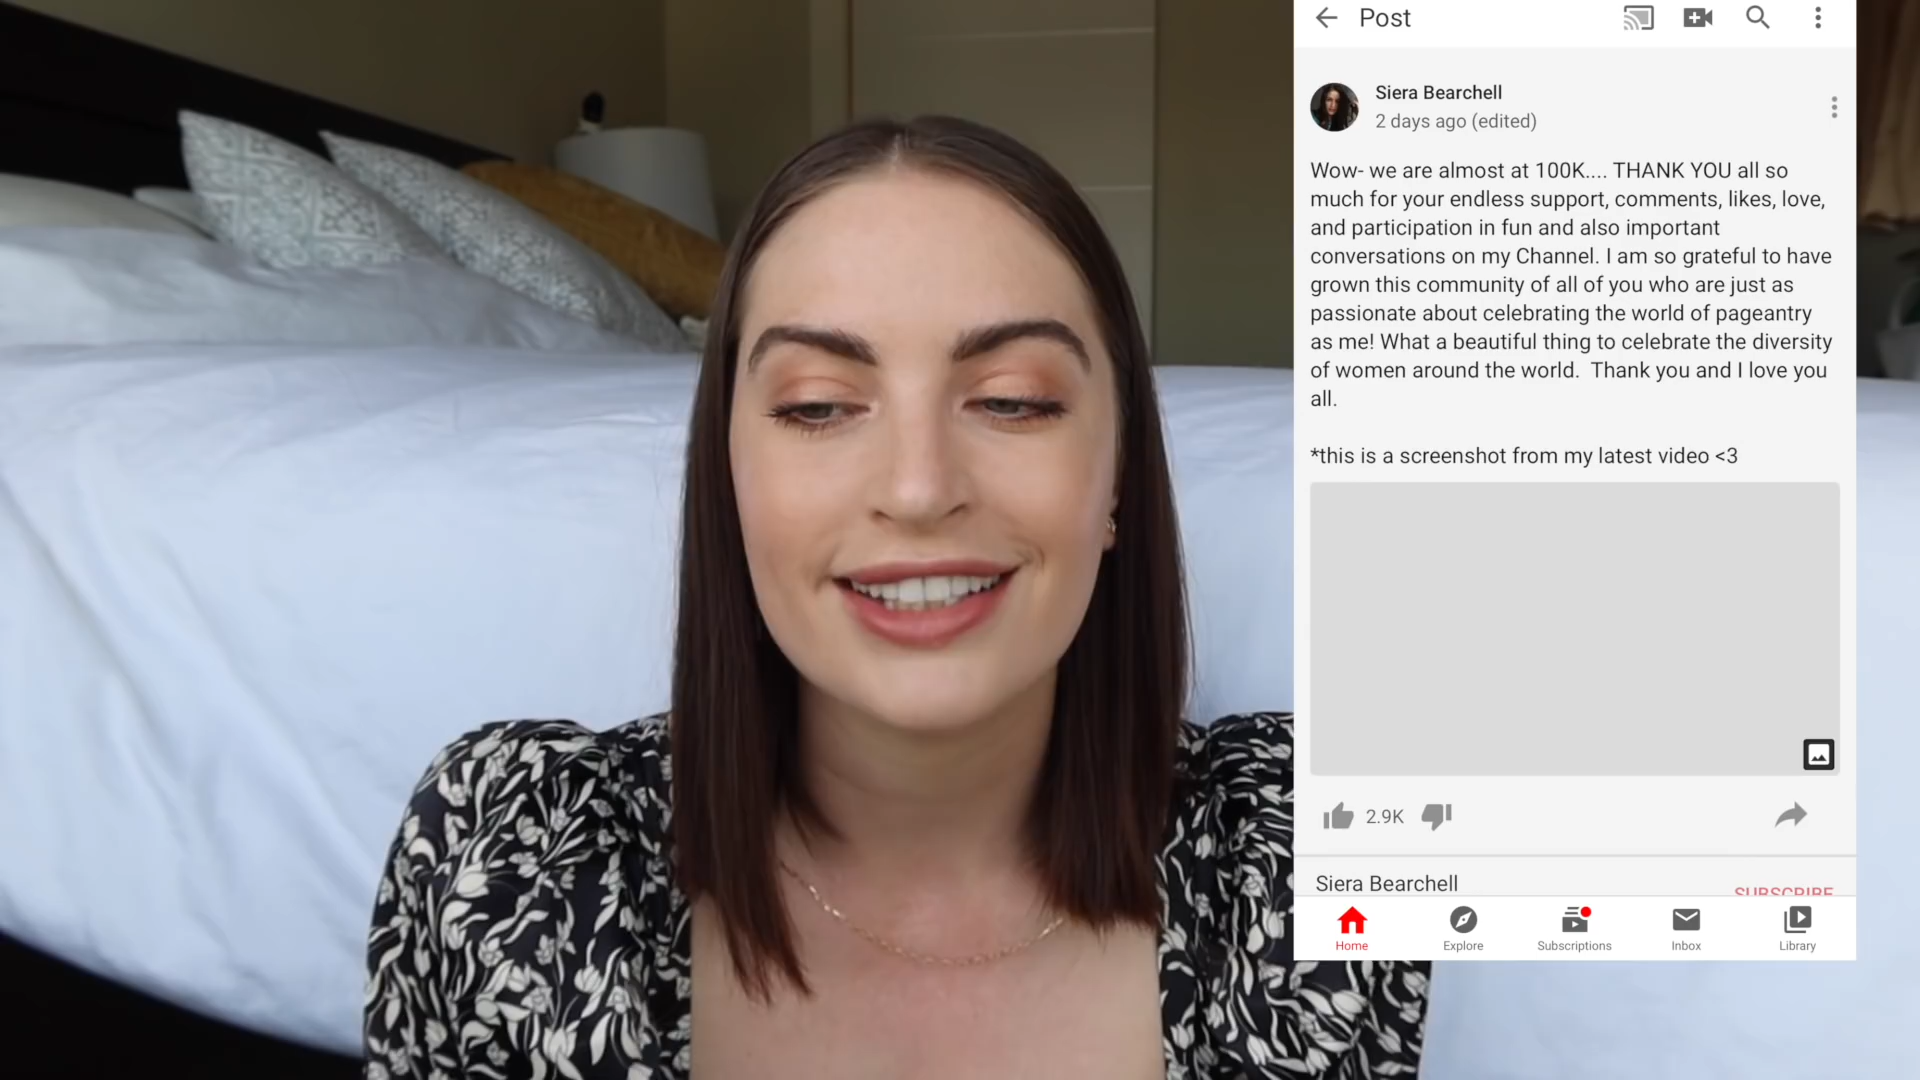 Post
Siera Bearchell
2 days ago (edited)
Wow- we are almost at 100K.... THANK YOU all so
much for your endless support, comments, likes, love,
and participation in fun and also important
conversations on my Channel. I am so grateful to have
grown this community of all of you who are just as
passionate about celebrating the world of pageantry
as me! What a beautiful thing to celebrate the diversity
of women around the world.  Thank you and I love you
all.
*this is a screenshot from my latest video <3
2.9K
Siera Bearchell
SUBSCRIBE
Home
Explore
Subscriptions
Inbox
Library